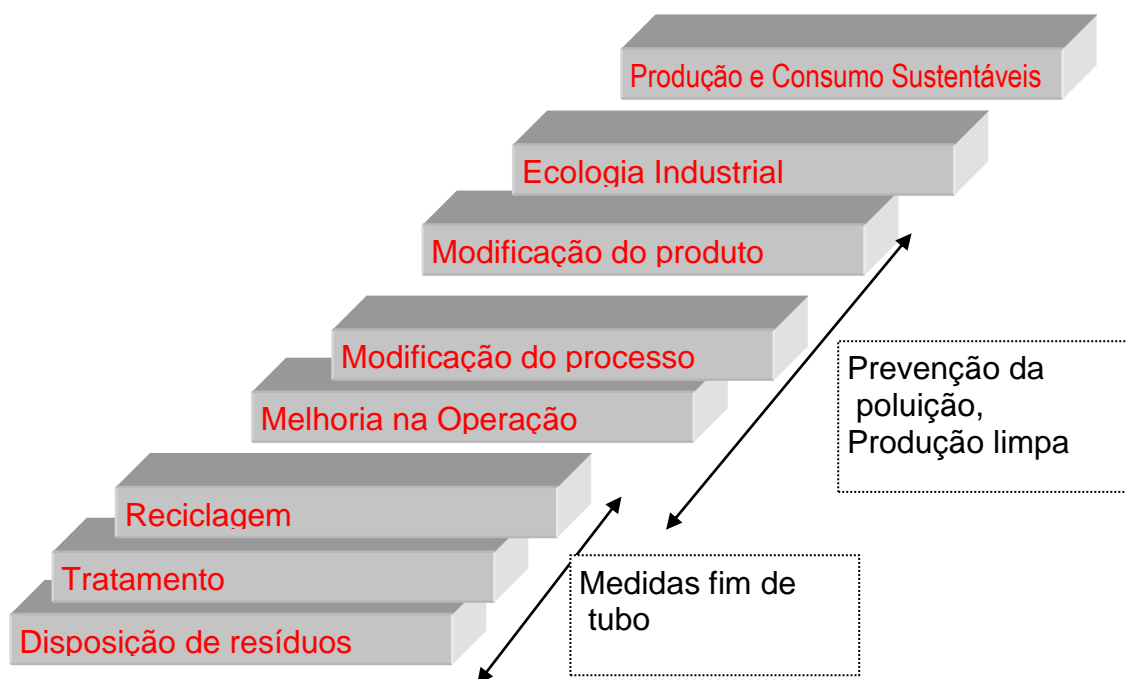 Produção e Consumo Sustentáveis
Ecologia Industrial
Modificação do produto
Modificação do processo
Melhoria na Operação
Reciclagem
Tratamento
Disposição de resíduos
Prevenção da
poluição,
Produção limpa
Medidas fim de
tubo